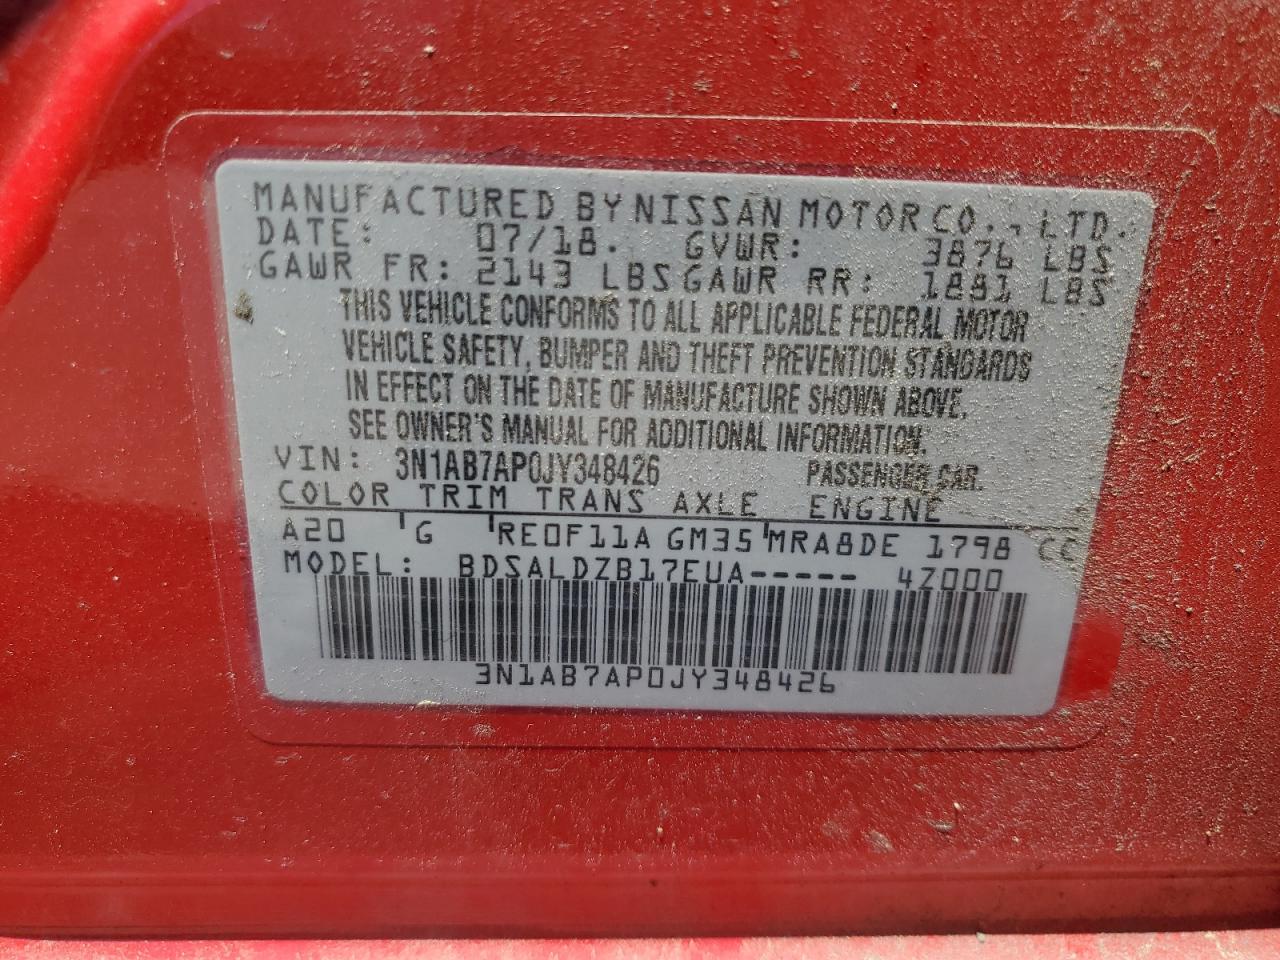 MANUFACTURED BY NISSAN MOTOR CO., LTD.
DATE: 07/18. GVWR: 3876 LBS
GAWR FR: 2143 LBS GAWR RR: 1881 LBS
THIS VEHICLE CONFORMS TO ALL APPLICABLE FEDERAL MOTOR
VEHICLE SAFETY, BUMPER AND THEFT PREVENTION STANDARDS
IN EFFECT ON THE DATE OF MANUFACTURE SHOWN ABOVE.
SEE OWNER'S MANUAL FOR ADDITIONAL INFORMATION.
VIN: 3N1AB7AP0JY348426 PASSENGER CAR.
COLOR TRIM TRANS AXLE ENGINE
A20 G RE0F11A GM35 MRA8DE 1798 CC
MODEL: BDSALDZB17EUA----- 4Z000
3N1AB7AP0JY348426